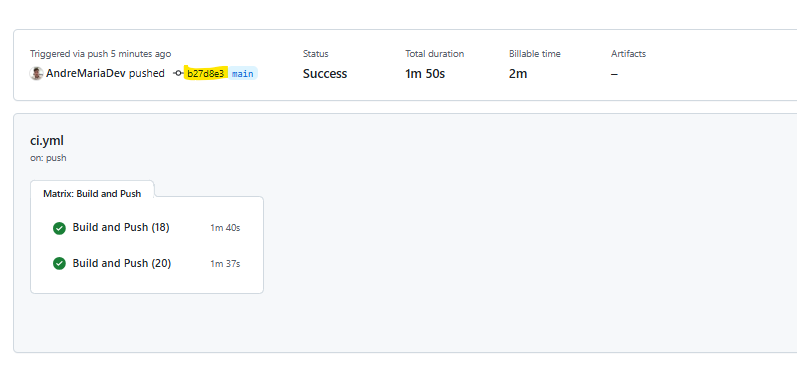 Triggered via push 5 minutes ago
AndreMariaDev pushed b27d8e3 main
Status
Success
Total duration
1m 50s
Billable time
2m
Artifacts
–
ci.yml
on: push
Matrix: Build and Push
Build and Push (18) 1m 40s
Build and Push (20) 1m 37s